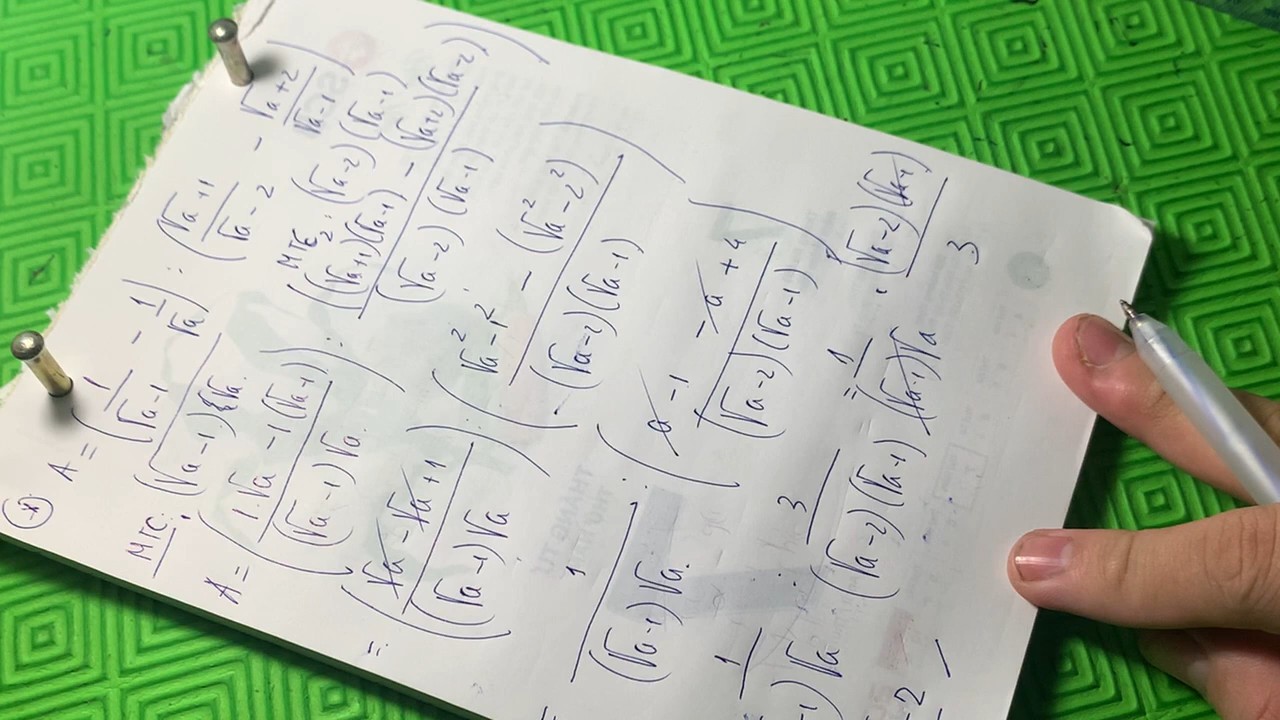 (*) A = (1/(√a-1) - 1/√a) : ((√a+1)/(√a-2) - (√a+2)/(√a-1))
MTC: (√a-1).√a MTC2: (√a-2)(√a-1)
A = ((1.√a - 1(√a-1))/((√a-1)√a)) : (((√a+1)(√a-1) - (√a+2)(√a-2))/((√a-2)(√a-1)))
= ((√a - √a + 1)/((√a-1)√a)) : ((√a² - 1² - (√a² - 2²))/((√a-2)(√a-1)))
= 1/((√a-1)√a) : ((a - 1 - a + 4)/((√a-2)(√a-1)))
1/( -1)√a : 3/((√a-2)(√a-1)) = 1/((√a-1)√a) . ((√a-2)(√a-1))/3
-2